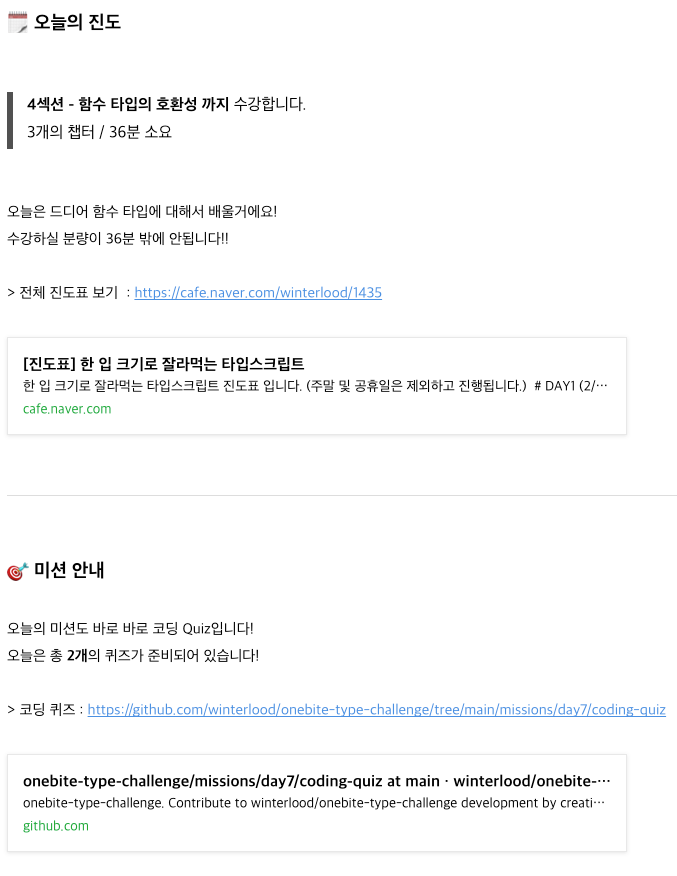 오늘의 진도
4섹션 - 함수 타입의 호환성 까지 수강합니다.
3개의 챕터 / 36분 소요
오늘은 드디어 함수 타입에 대해서 배울거에요!
수강하실 분량이 36분 밖에 안됩니다!!
> 전체 진도표 보기 : https://cafe.naver.com/winterlood/1435
[진도표] 한 입 크기로 잘라먹는 타입스크립트
한 입 크기로 잘라먹는 타입스크립트 진도표 입니다. (주말 및 공휴일은 제외하고 진행됩니다.) # DAY1 (2/…
cafe.naver.com
미션 안내
오늘의 미션도 바로 바로 코딩 Quiz입니다!
오늘은 총 2개의 퀴즈가 준비되어 있습니다!
> 코딩 퀴즈 : https://github.com/winterlood/onebite-type-challenge/tree/main/missions/day7/coding-quiz
onebite-type-challenge/missions/day7/coding-quiz at main · winterlood/onebite-…
onebite-type-challenge. Contribute to winterlood/onebite-type-challenge development by creati…
github.com